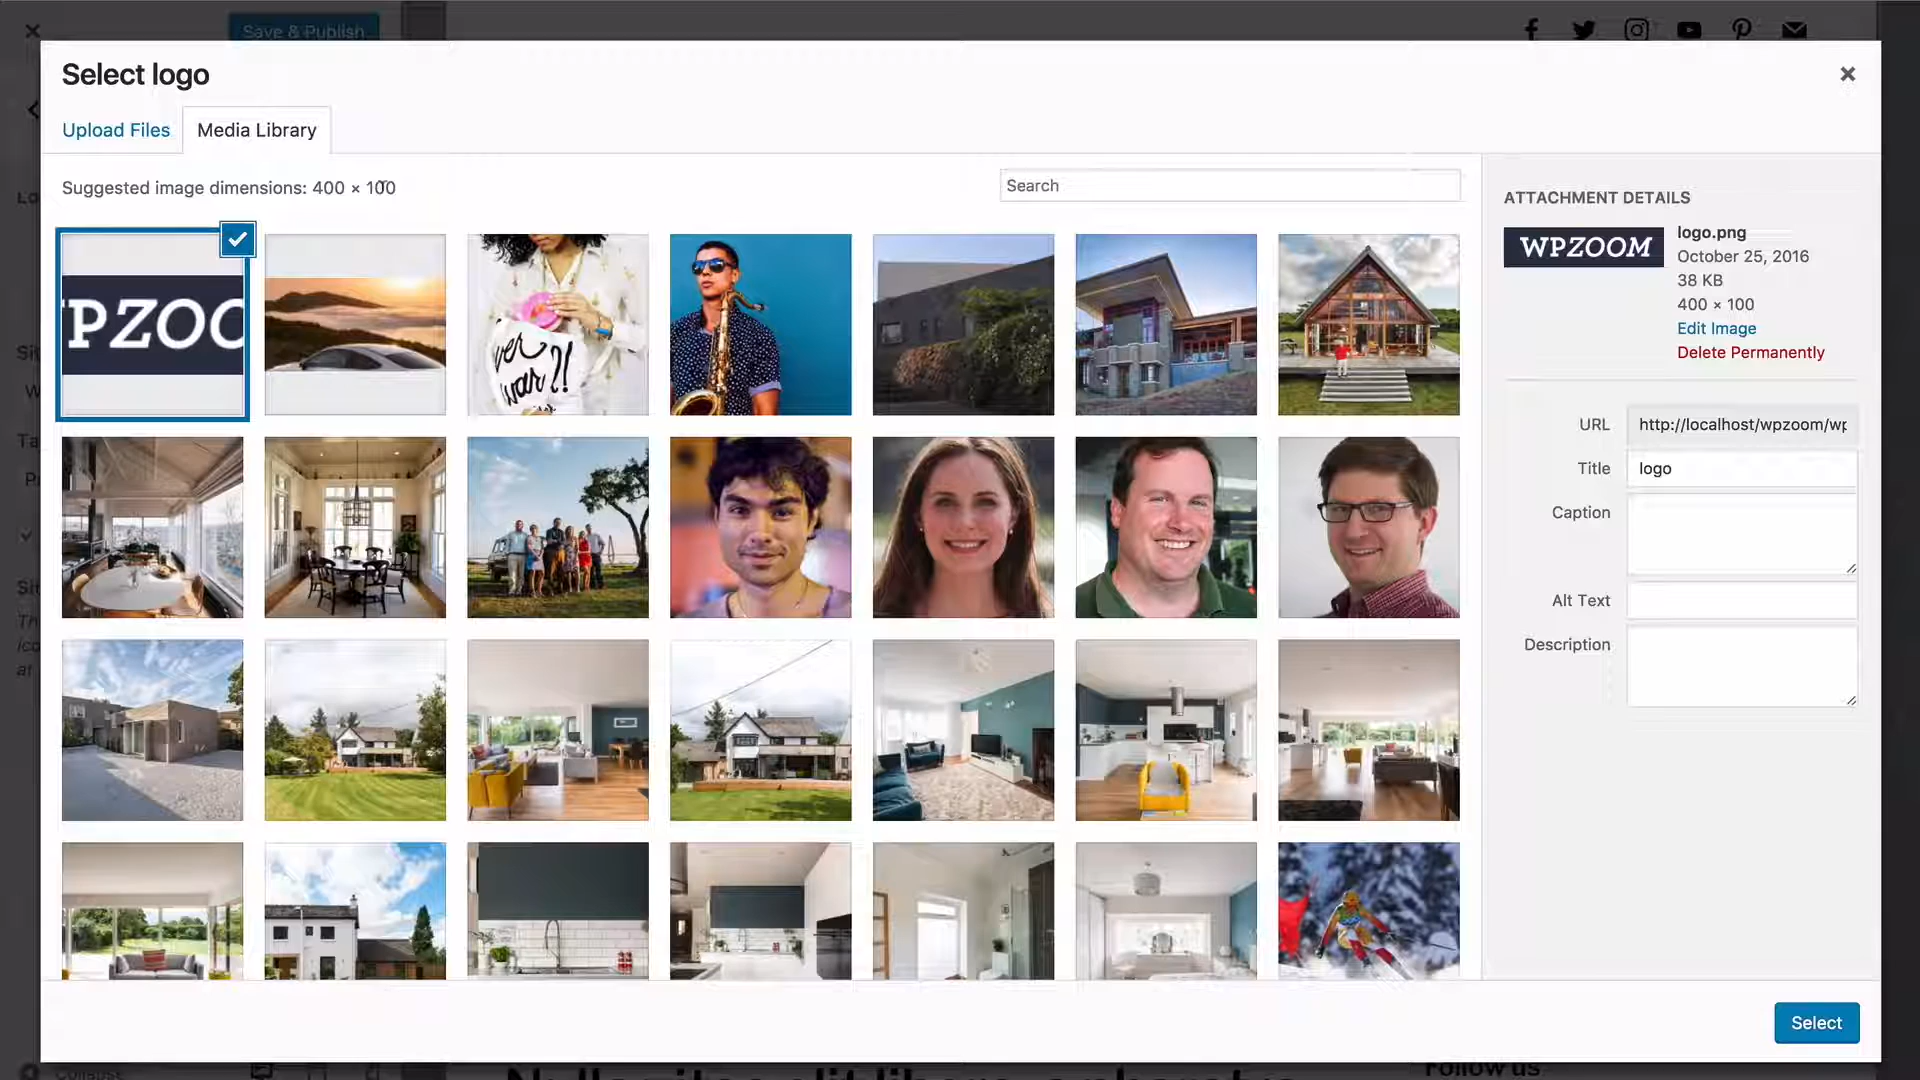 Save & Publish
Select logo
Upload Files
Media Library
Suggested image dimensions: 400 × 100
Search
PZOO
ATTACHMENT DETAILS
WPZOOM
logo.png
October 25, 2016
38 KB
400 × 100
Edit Image
Delete Permanently
URL
http://localhost/wpzoom/wp
Title
logo
Caption
Alt Text
Description
Select
Collapse
Follow us